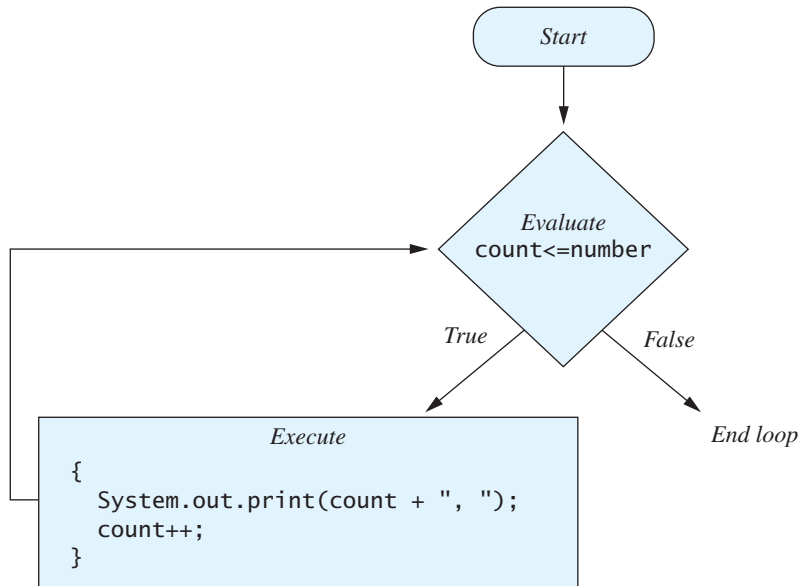 Start
Evaluate
count<=number
True
False
End loop
Execute
{
System.out.print(count + ", ");
count++;
}